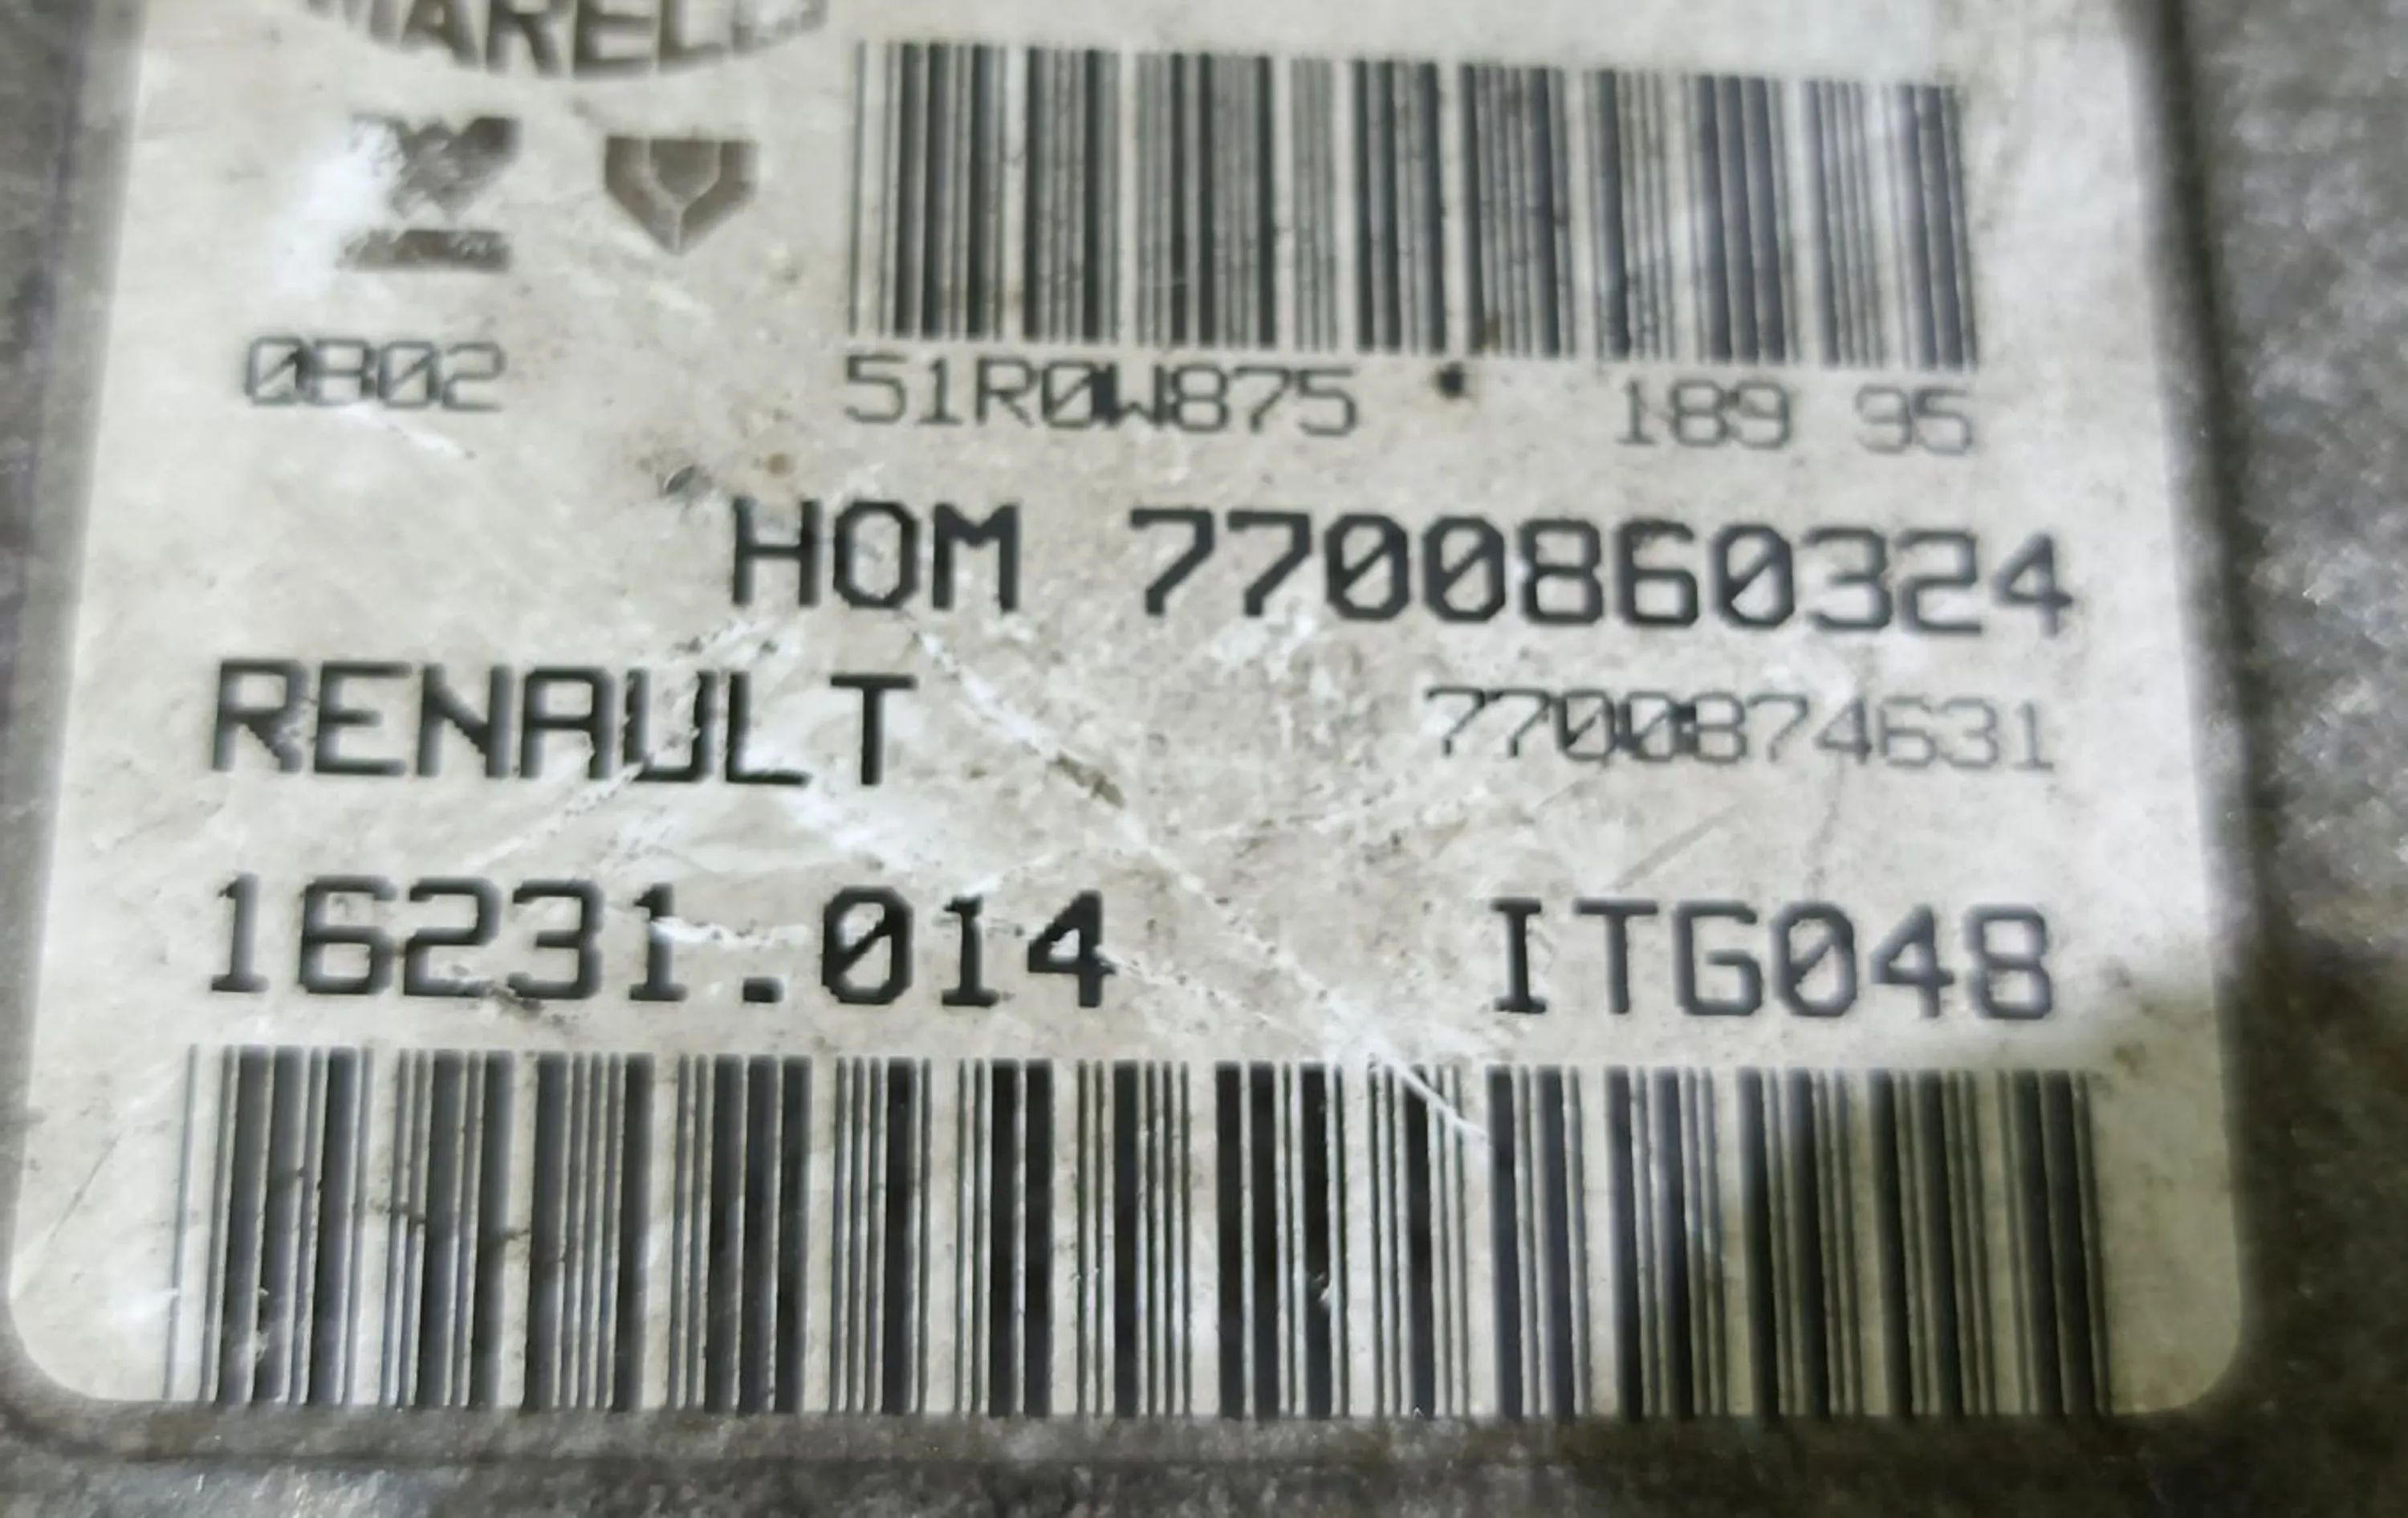 0802 51R0W875 * 189 95
HOM 7700860324
RENAULT 7700874631
16231.014 ITG048